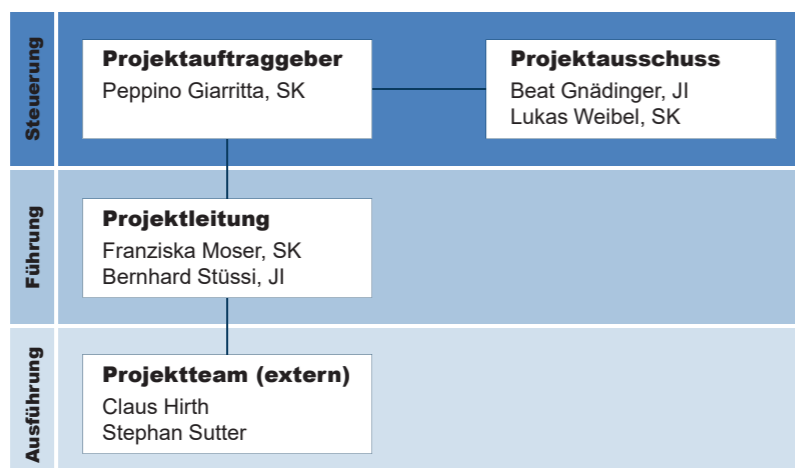 Steuerung
Projektauftraggeber
Peppino Giarritta, SK
Projektausschuss
Beat Gnädinger, JI
Lukas Weibel, SK
Führung
Projektleitung
Franziska Moser, SK
Bernhard Stüssi, JI
Ausführung
Projektteam (extern)
Claus Hirth
Stephan Sutter